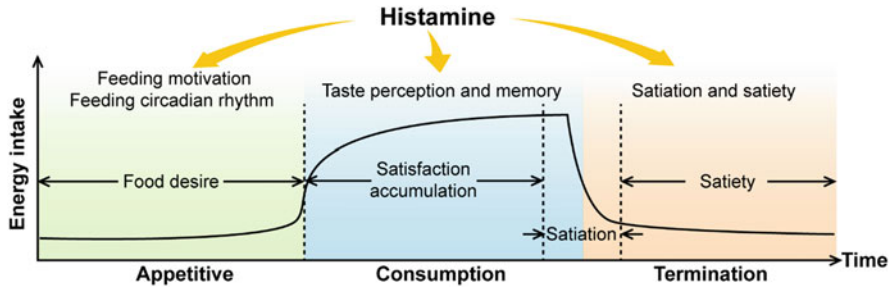 Histamine
Feeding motivation
Feeding circadian rhythm
Taste perception and memory
Satiation and satiety
Energy intake
Food desire
Satisfaction
accumulation
Satiety
Satiation
Time
Appetitive
Consumption
Termination